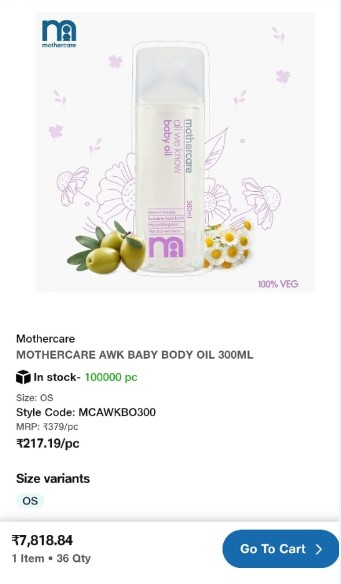 mothercare
mothercare
all we know
baby oil
300ml
100% VEG
Mothercare
MOTHERCARE AWK BABY BODY OIL 300ML
In stock- 100000 pc
Size: OS
Style Code: MCAWKBO300
MRP: ₹379/pc
₹217.19/pc
Size variants
OS
₹7,818.84
1 Item • 36 Qty
Go To Cart